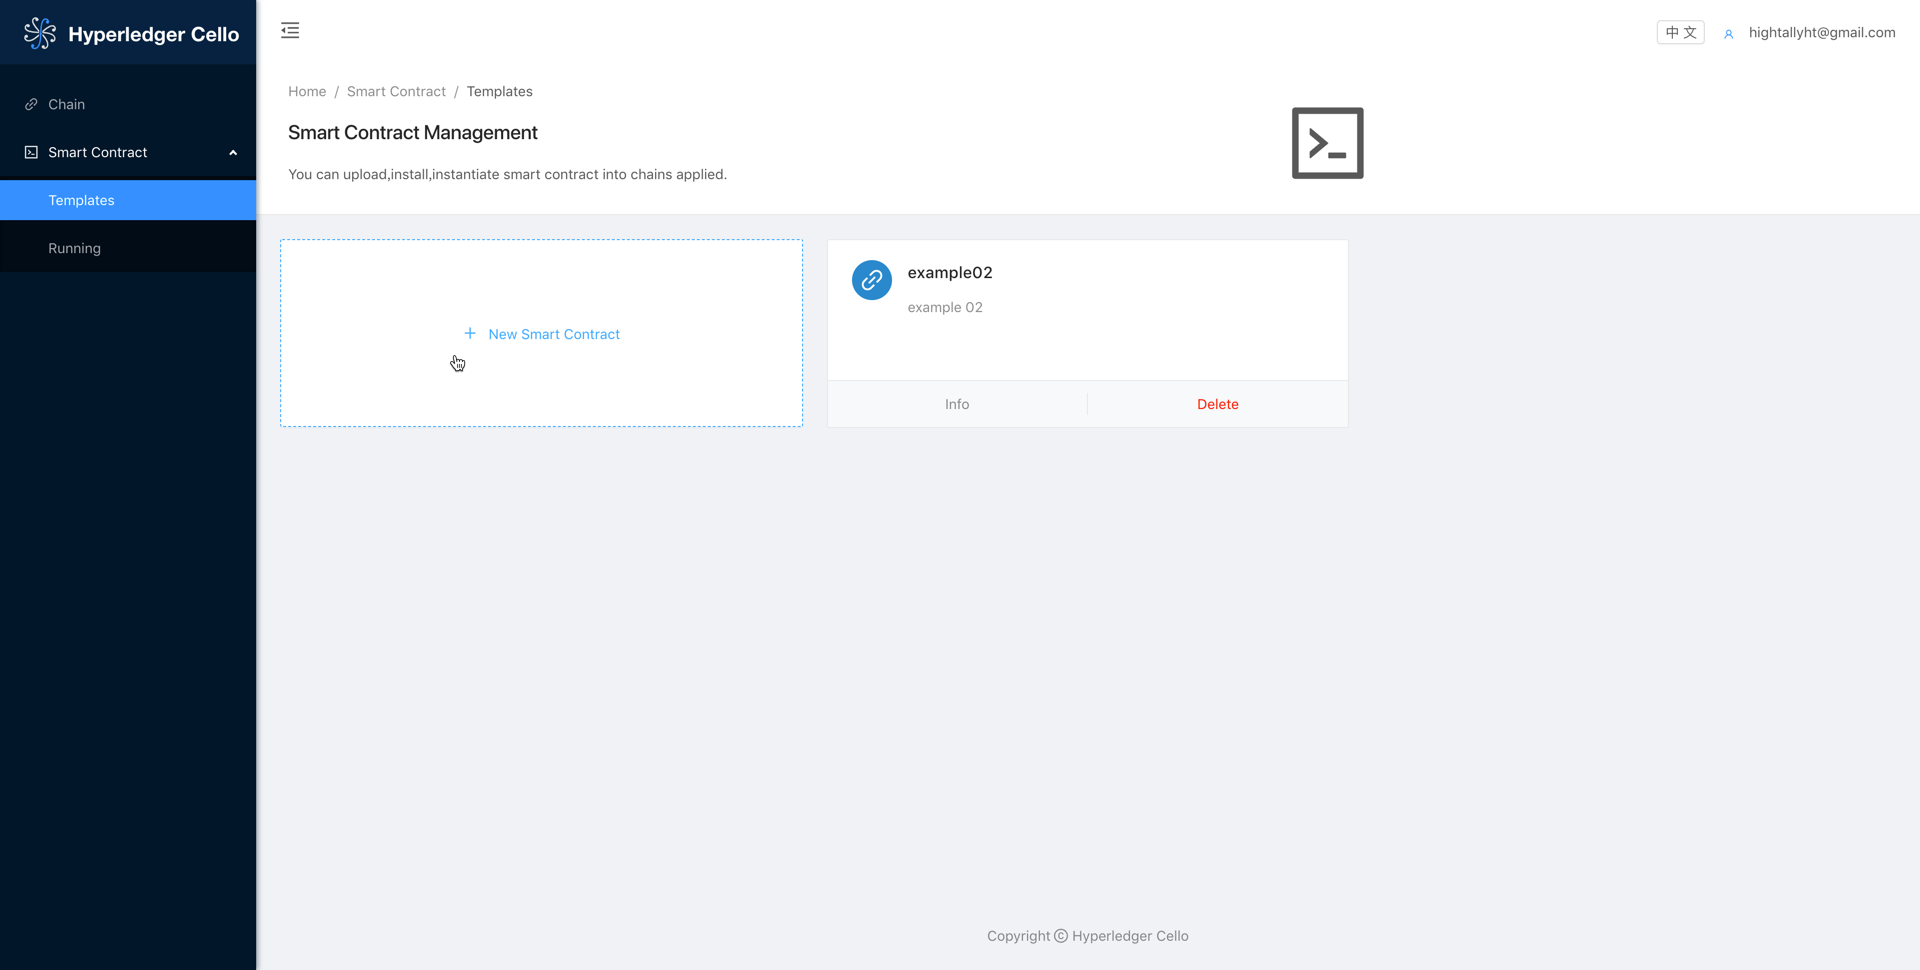 Hyperledger Cello
中 文
hightallyht@gmail.com
Chain
Smart Contract
Templates
Running
Home / Smart Contract / Templates
Smart Contract Management
You can upload,install,instantiate smart contract into chains applied.
+ New Smart Contract
example02
example 02
Info
Delete
Copyright © Hyperledger Cello